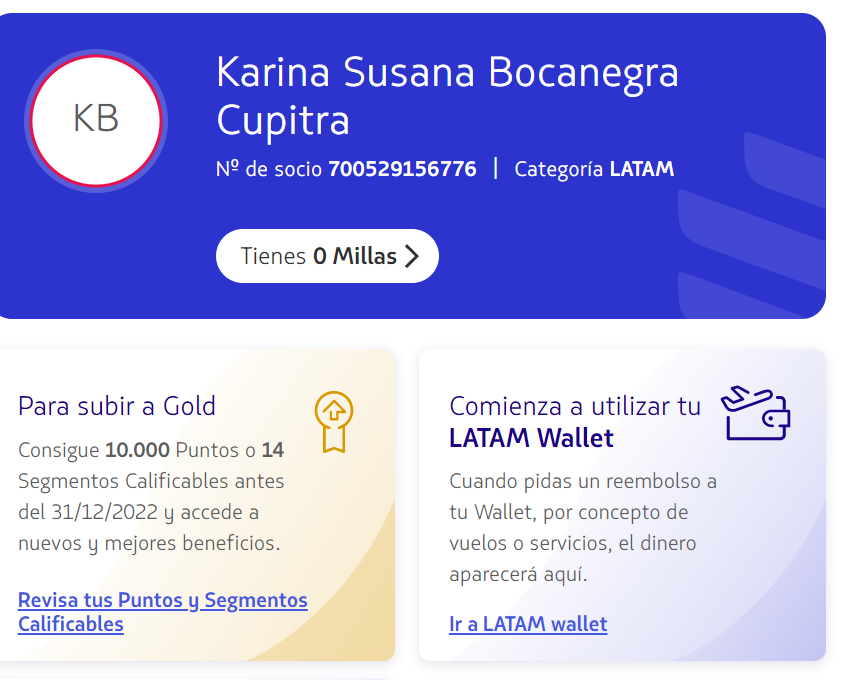 KB
Karina Susana Bocanegra
Cupitra
Nº de socio 700529156776 | Categoría LATAM
Tienes 0 Millas
Para subir a Gold
Consigue 10.000 Puntos o 14
Segmentos Calificables antes
del 31/12/2022 y accede a
nuevos y mejores beneficios.
Revisa tus Puntos y Segmentos
Calificables
Comienza a utilizar tu
LATAM Wallet
Cuando pidas un reembolso a
tu Wallet, por concepto de
vuelos o servicios, el dinero
aparecerá aquí.
Ir a LATAM wallet